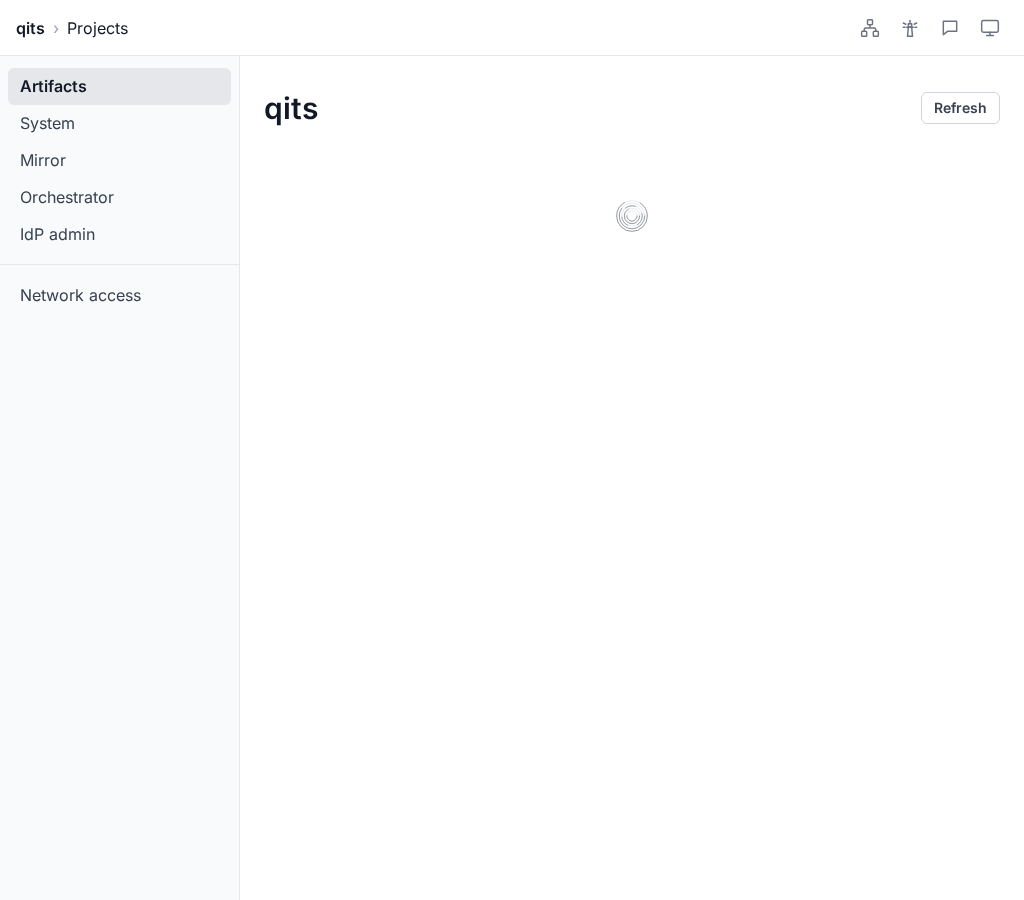 qits › Projects
Artifacts
System
Mirror
Orchestrator
IdP admin
Network access
qits
Refresh